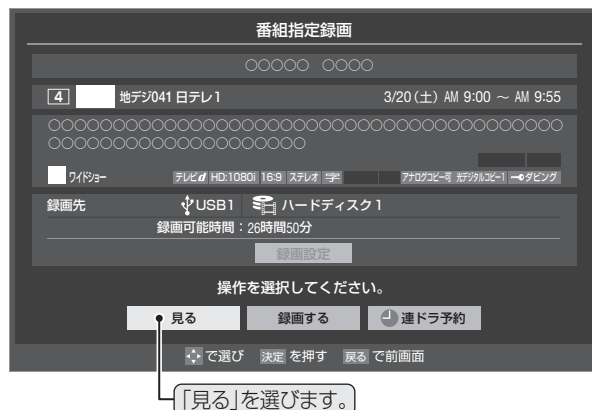 番組指定録画
○○○○○ ○○○○
4 地デジ041 日テレ1 3/20(土) AM 9:00 ～ AM 9:55
○○○○○○○○○○○○○○○○○○○○○○○○○○○○○○○○○○○○○○○○
○○○○○○○○○○○○○○○○○○○○
ワイドショー テレビd HD:1080i 16:9 ステレオ 字 アナログコピー可 光デジタルコピー1 ダビング
録画先 USB1 ハードディスク1
録画可能時間：26時間50分
録画設定
操作を選択してください。
見る 録画する 連ドラ予約
で選び 決定 を押す 戻る で前画面
「見る」を選びます。